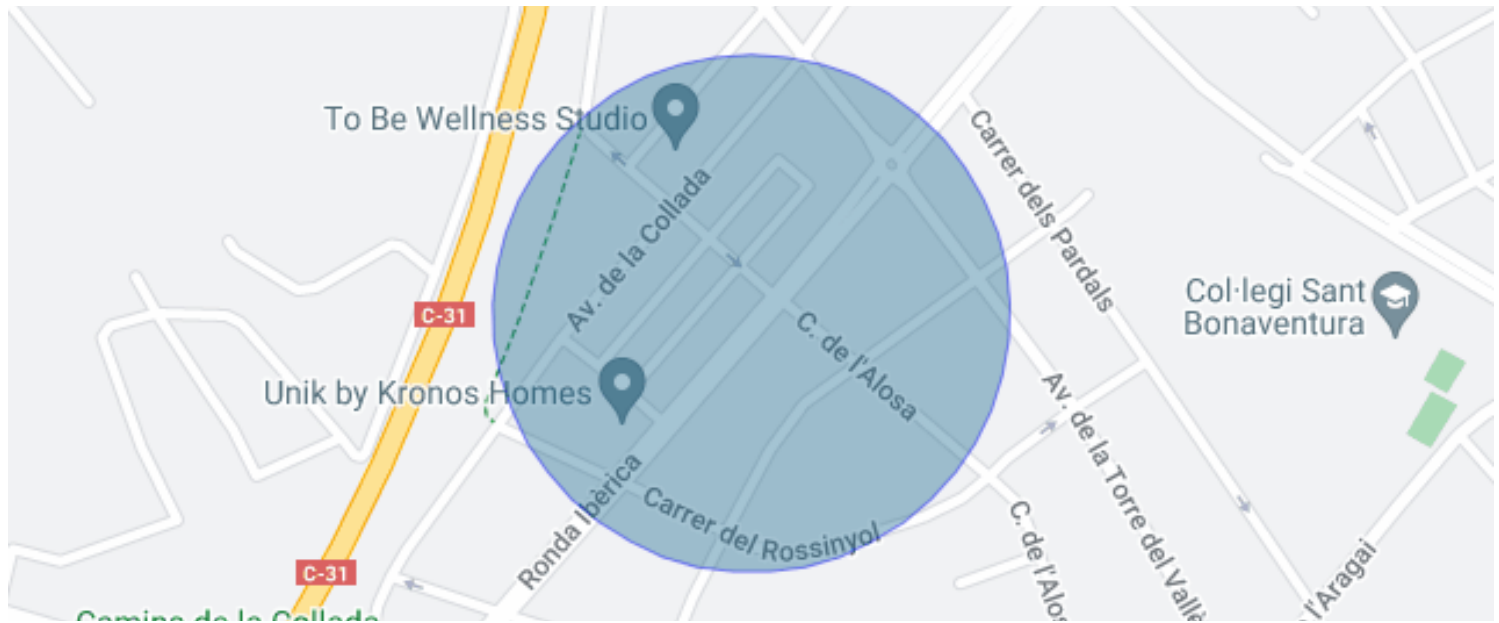 To Be Wellness Studio
Carrer dels Pardals
Av. de la Collada
Col·legi Sant
Bonaventura
C-31
C. de l'Alosa
Unik by Kronos Homes
Av. de la Torre del Vallè
Ronda Ibèrica
Carrer del Rossinyol
C. de l'Alos
l'Aragai
C-31
Camins de la Collada